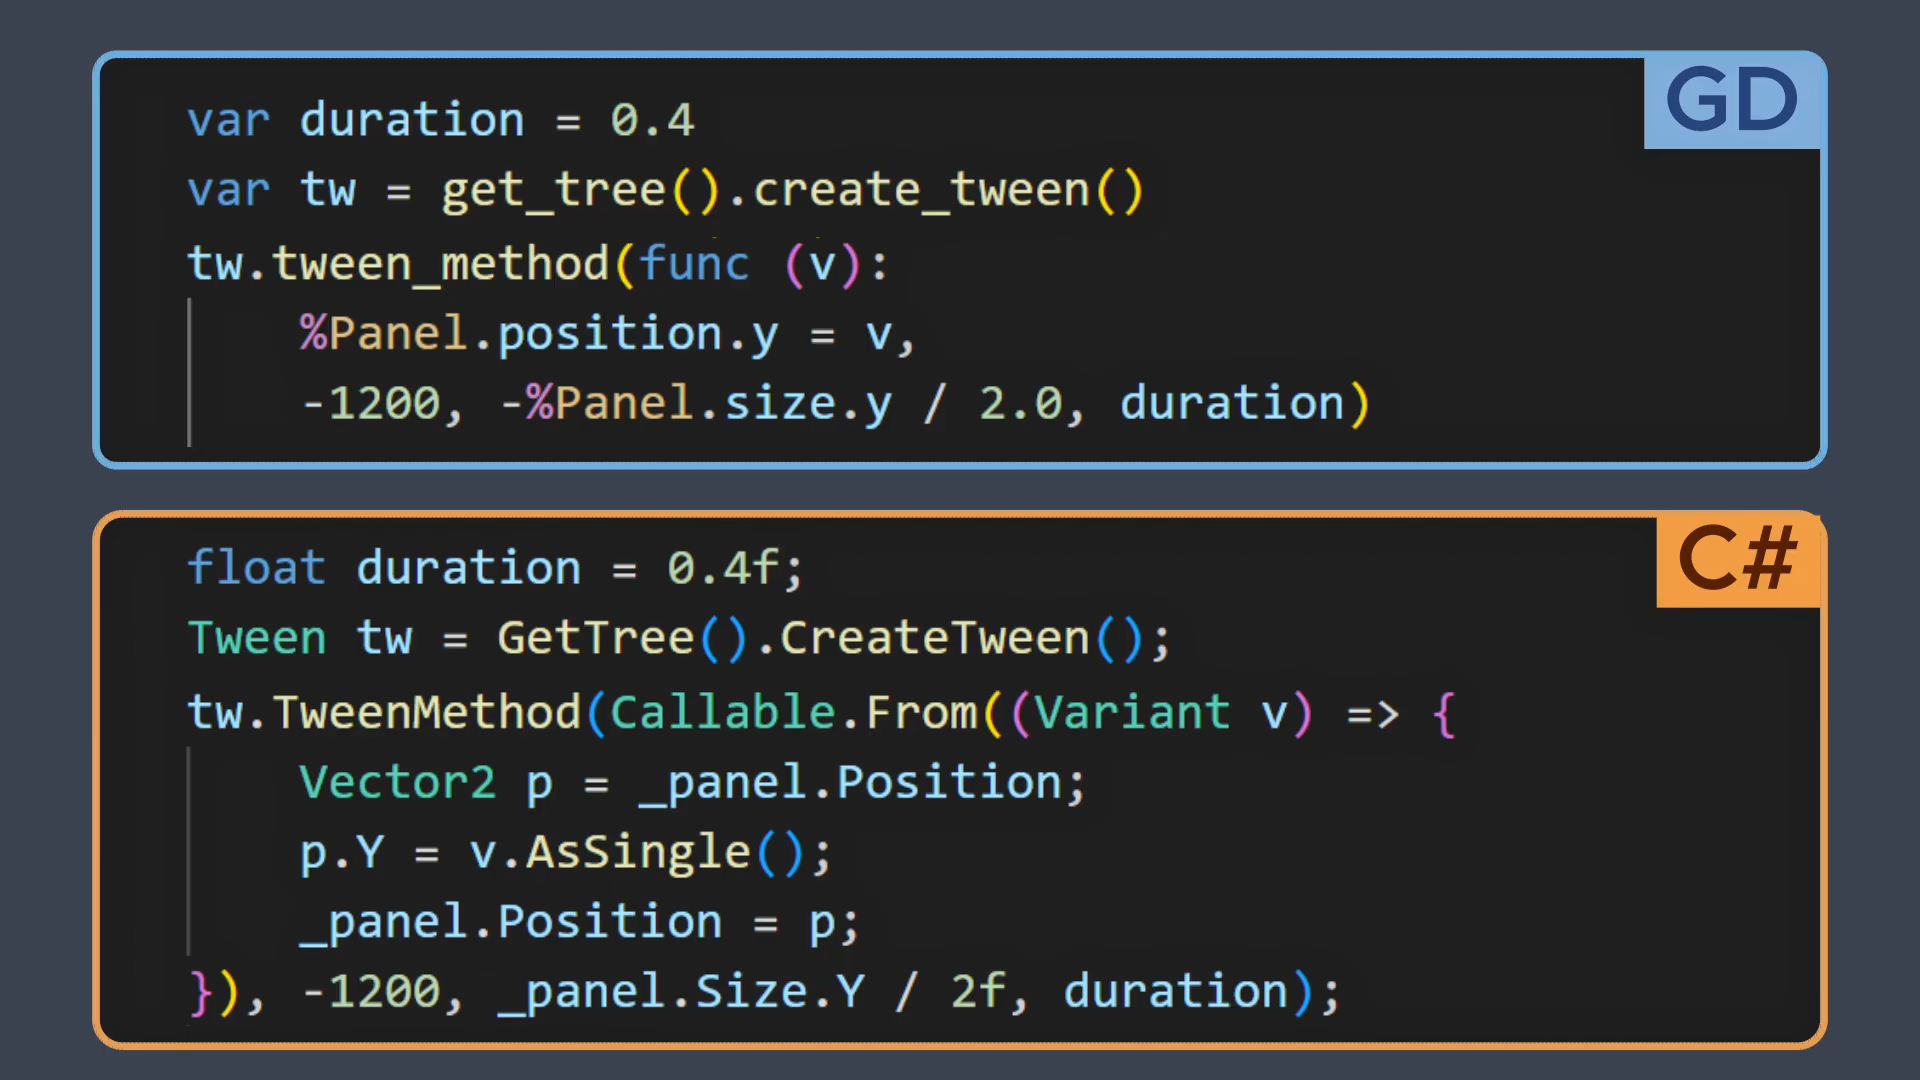 GD
var duration = 0.4
var tw = get_tree().create_tween()
tw.tween_method(func (v):
%Panel.position.y = v,
-1200, -%Panel.size.y / 2.0, duration)
C#
float duration = 0.4f;
Tween tw = GetTree().CreateTween();
tw.TweenMethod(Callable.From((Variant v) => {
Vector2 p = _panel.Position;
p.Y = v.AsSingle();
_panel.Position = p;
}), -1200, _panel.Size.Y / 2f, duration);